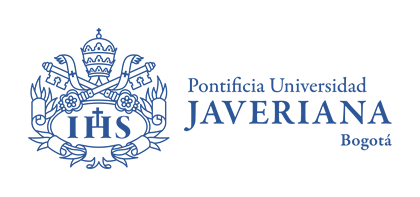 IHS
Pontificia Universidad
JAVERIANA
Bogotá